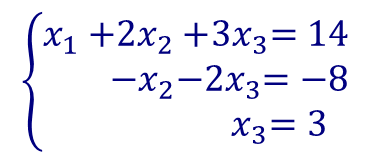 x₁ +2x₂ +3x₃= 14
−x₂−2x₃= −8
x₃= 3